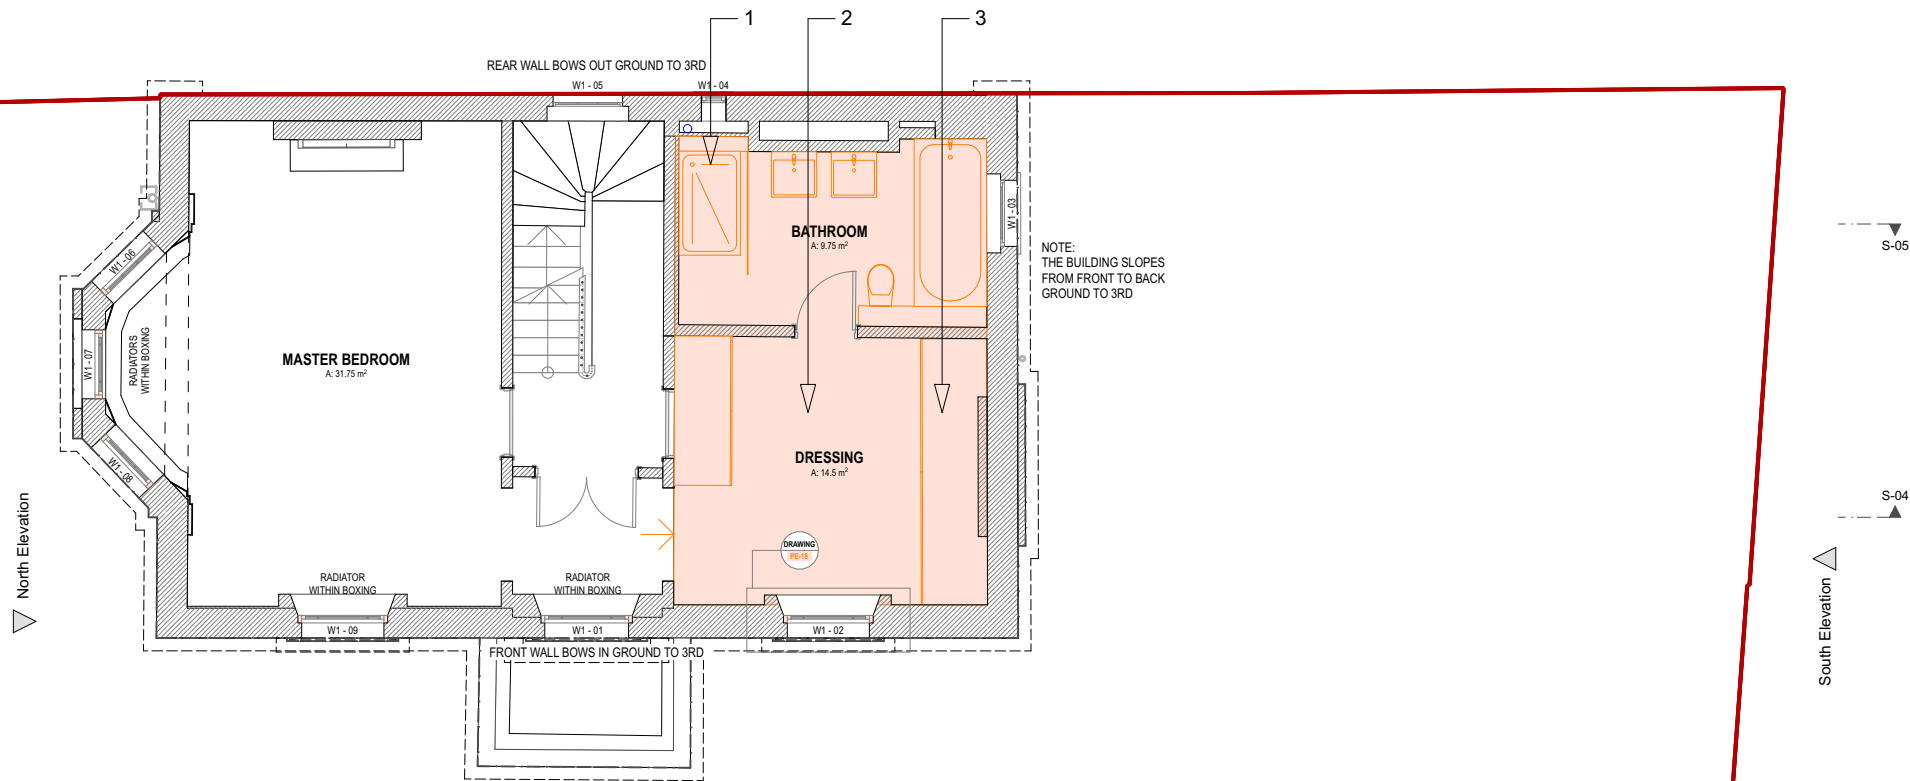 1
2
3
REAR WALL BOWS OUT GROUND TO 3RD
W1 - 05
W1 - 04
W1 - 03
W1 - 06
W1 - 07
W1 - 08
RADIATORS
WITHIN BOXING
MASTER BEDROOM
A: 31.75 m²
BATHROOM
A: 9.75 m²
NOTE:
THE BUILDING SLOPES
FROM FRONT TO BACK
GROUND TO 3RD
S-05
DRESSING
A: 14.5 m²
S-04
North Elevation
South Elevation
DRAWING
PE-18
RADIATOR
WITHIN BOXING
RADIATOR
WITHIN BOXING
W1 - 09
W1 - 01
W1 - 02
FRONT WALL BOWS IN GROUND TO 3RD